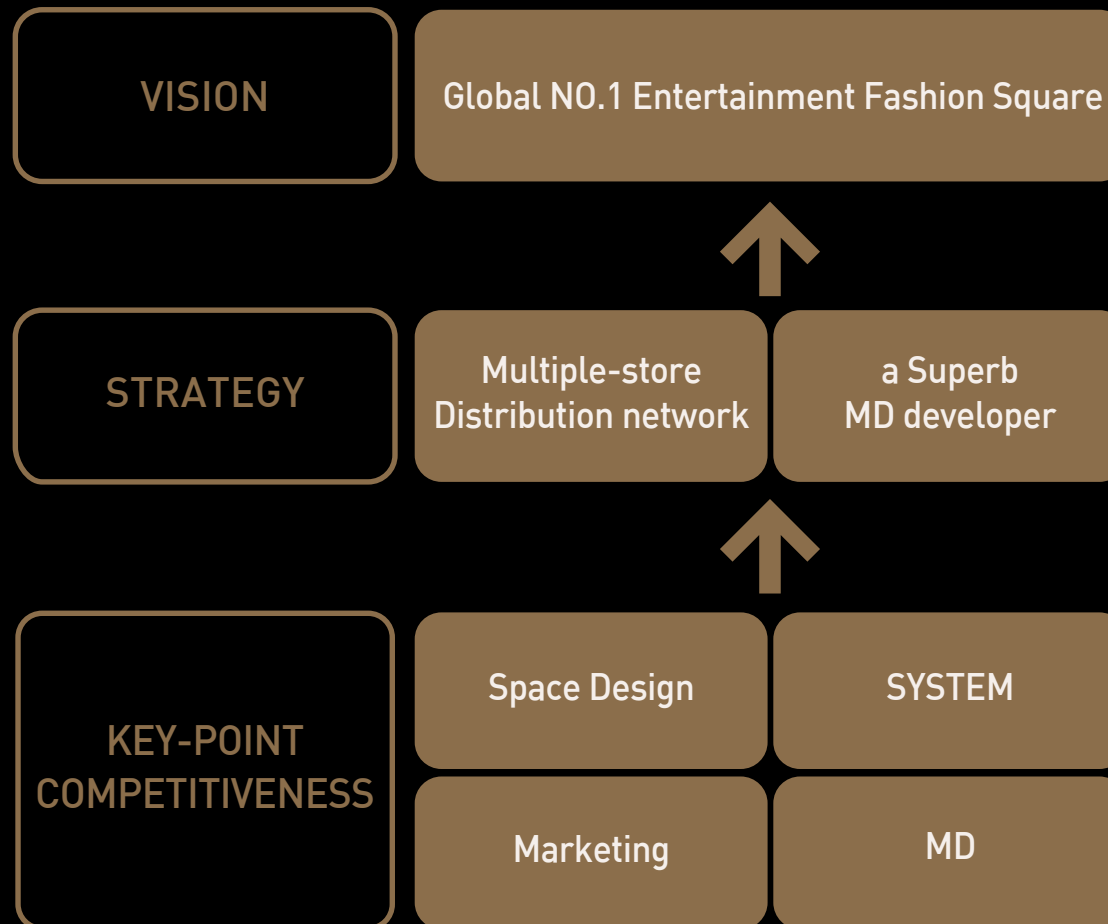 VISION
Global NO.1 Entertainment Fashion Square
STRATEGY
Multiple-store
Distribution network
a Superb
MD developer
KEY-POINT
COMPETITIVENESS
Space Design
SYSTEM
Marketing
MD